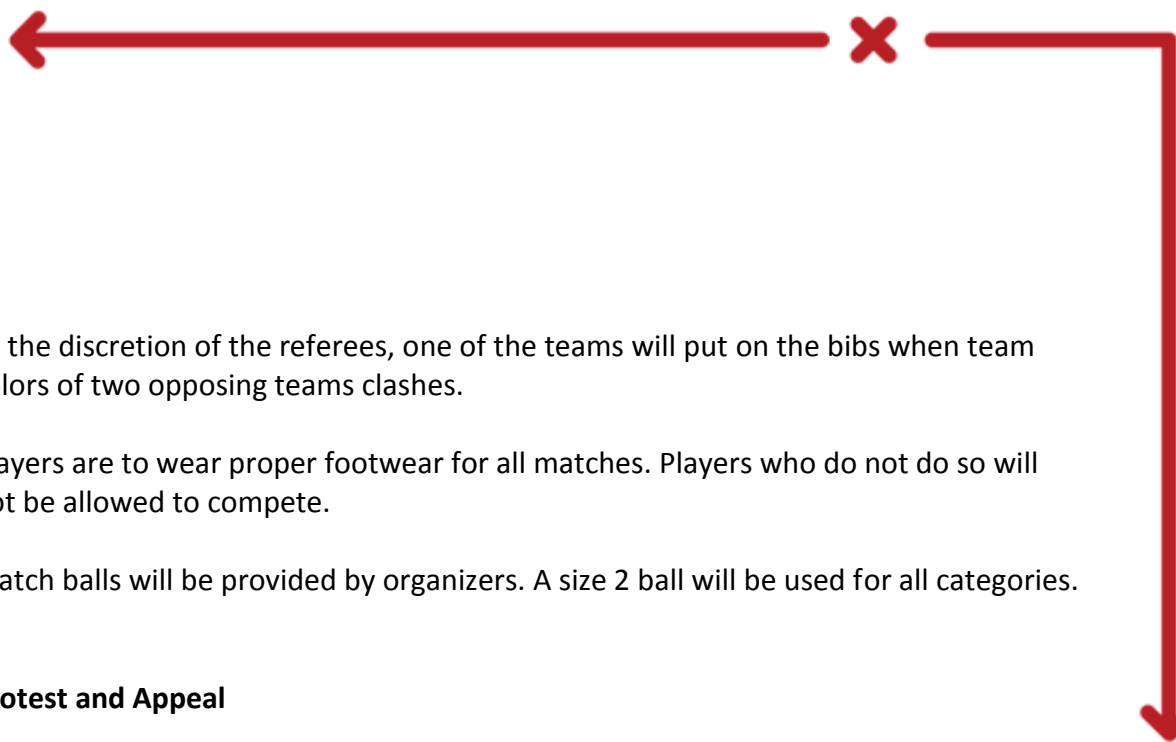 the discretion of the referees, one of the teams will put on the bibs when team
olors of two opposing teams clashes.
ayers are to wear proper footwear for all matches. Players who do not do so will
ot be allowed to compete.
atch balls will be provided by organizers. A size 2 ball will be used for all categories.
otest and Appeal